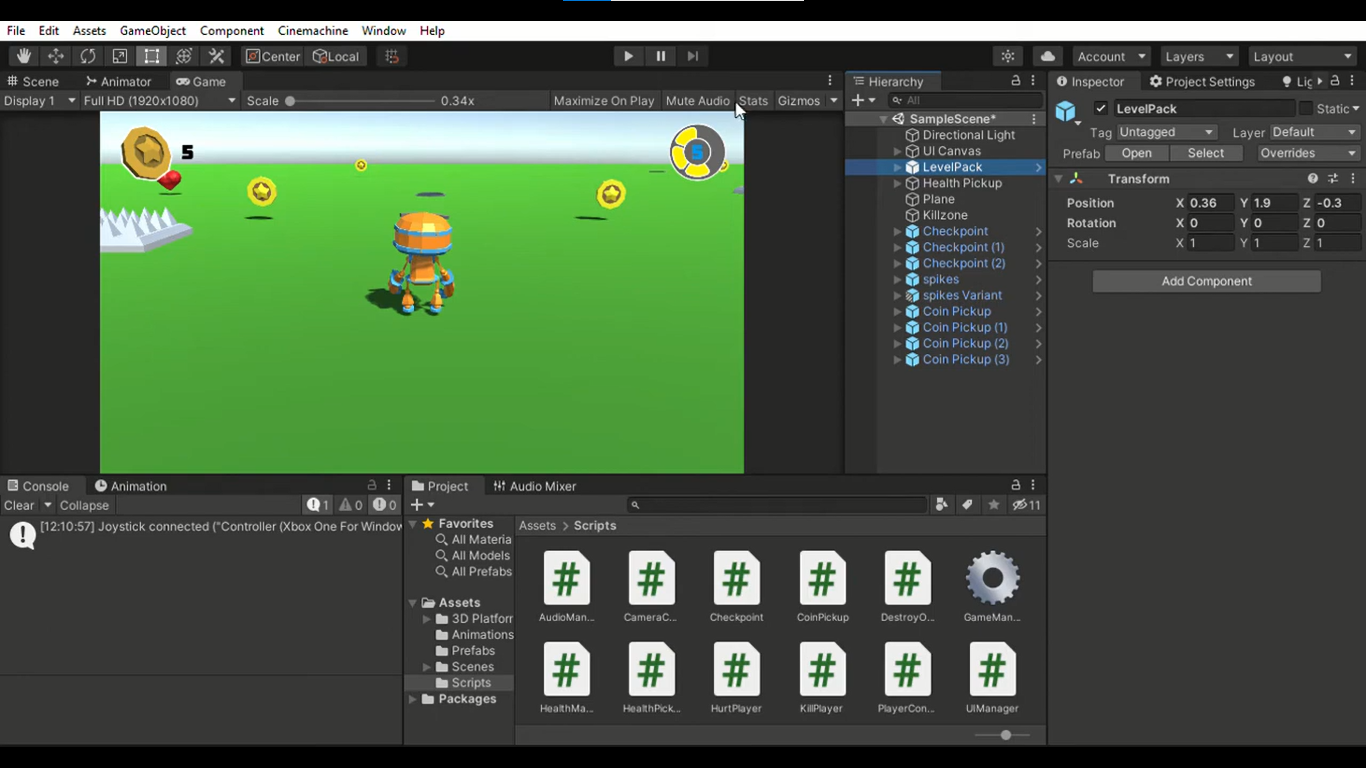 File Edit Assets GameObject Component Cinemachine Window Help
Center Local Account Layers Layout
Scene Animator Game
Display 1 Full HD (1920x1080) Scale 0.34x Maximize On Play Mute Audio Stats Gizmos
5
5
Hierarchy
All
SampleScene*
Directional Light
UI Canvas
LevelPack
Health Pickup
Plane
Killzone
Checkpoint
Checkpoint (1)
Checkpoint (2)
spikes
spikes Variant
Coin Pickup
Coin Pickup (1)
Coin Pickup (2)
Coin Pickup (3)
Inspector Project Settings Lig
LevelPack Static
Tag Untagged Layer Default
Prefab Open Select Overrides
Transform
Position X 0.36 Y 1.9 Z -0.3
Rotation X 0 Y 0 Z 0
Scale X 1 Y 1 Z 1
Add Component
Console Animation
Clear Collapse 1 0 0
[12:10:57] Joystick connected ("Controller (Xbox One For Window
Project Audio Mixer
11
Favorites
All Materia
All Models
All Prefabs
Assets
3D Platfor
Animations
Prefabs
Scenes
Scripts
Packages
Assets > Scripts
AudioMan... CameraC... Checkpoint CoinPickup DestroyO... GameMan...
HealthMa... HealthPick... HurtPlayer KillPlayer PlayerCon... UIManager